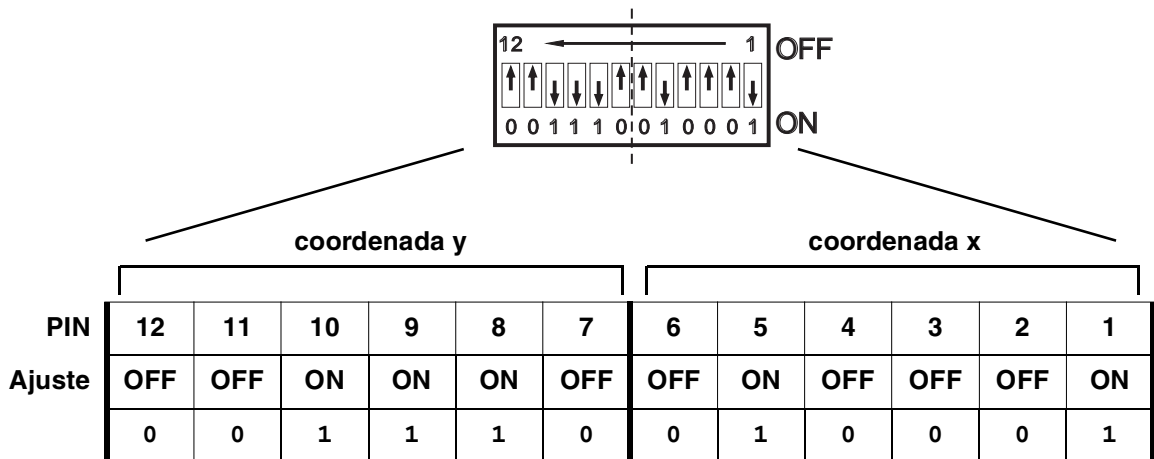 12 1 OFF
0 0 1 1 1 0 0 1 0 0 0 1 ON
coordenada y coordenada x
PIN 12 11 10 9 8 7 6 5 4 3 2 1
Ajuste OFF OFF ON ON ON OFF OFF ON OFF OFF OFF ON
0 0 1 1 1 0 0 1 0 0 0 1